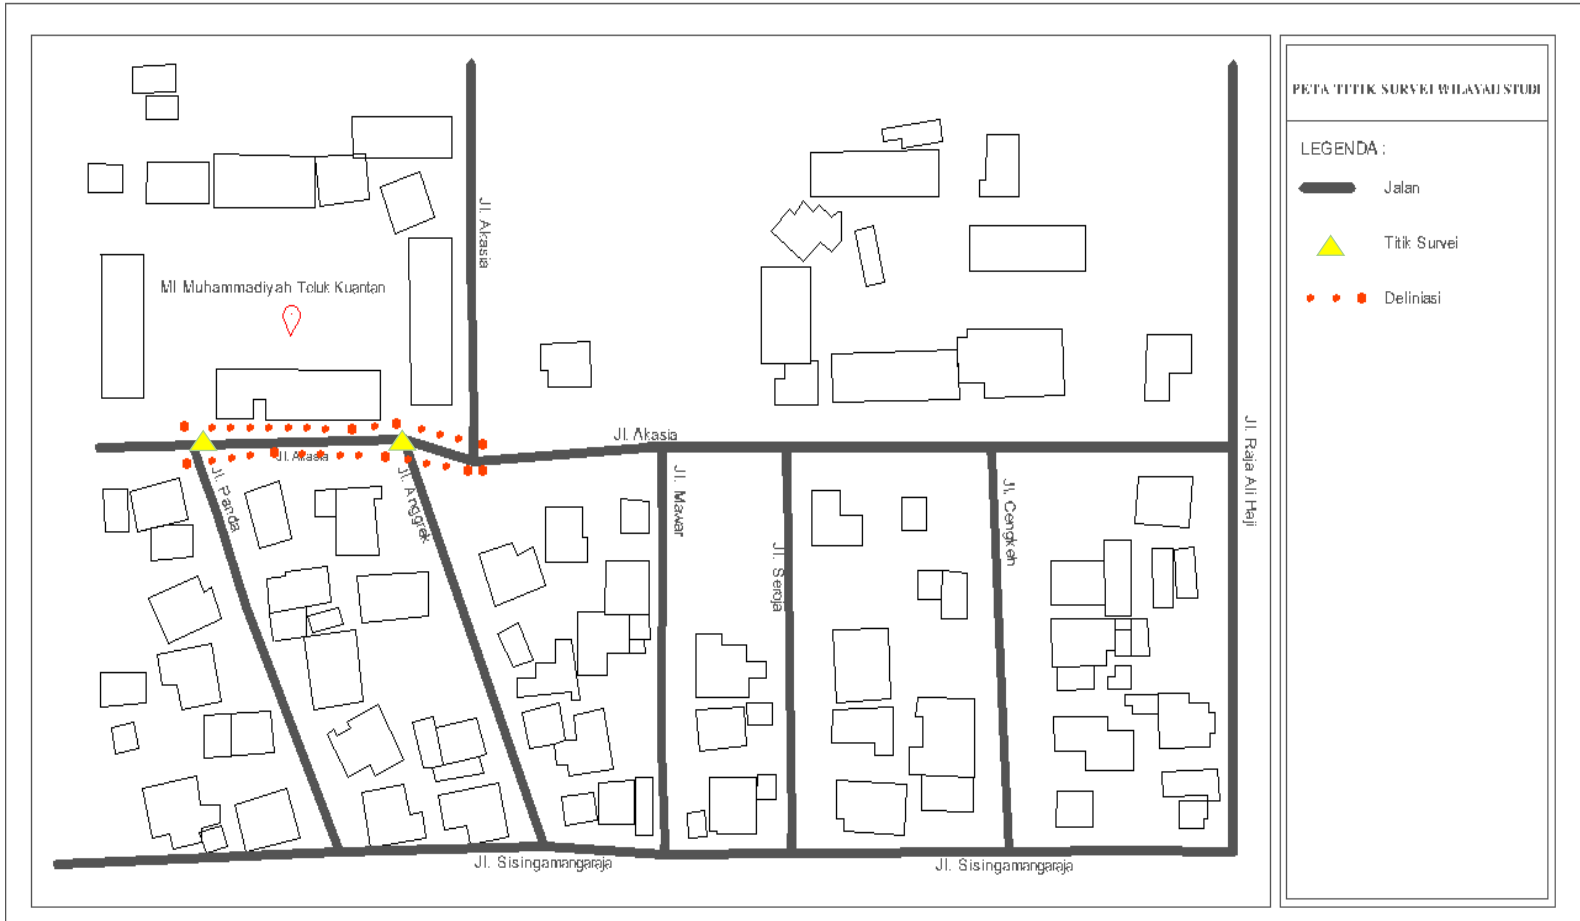 PETA TITIK SURVEI WILAYAH STUDI
LEGENDA :
Jalan
Titik Survei
Deliniasi
Jl. Akasia
MI Muhammadiyah Teluk Kuantan
Jl. Akasia
Jl. Akasia
Jl. Raja Ali Haji
Jl. Panda
Jl. Anggrek
Jl. Mawar
Jl. Seroja
Jl. Cengkeh
Jl. Sisingamangaraja
Jl. Sisingamangaraja